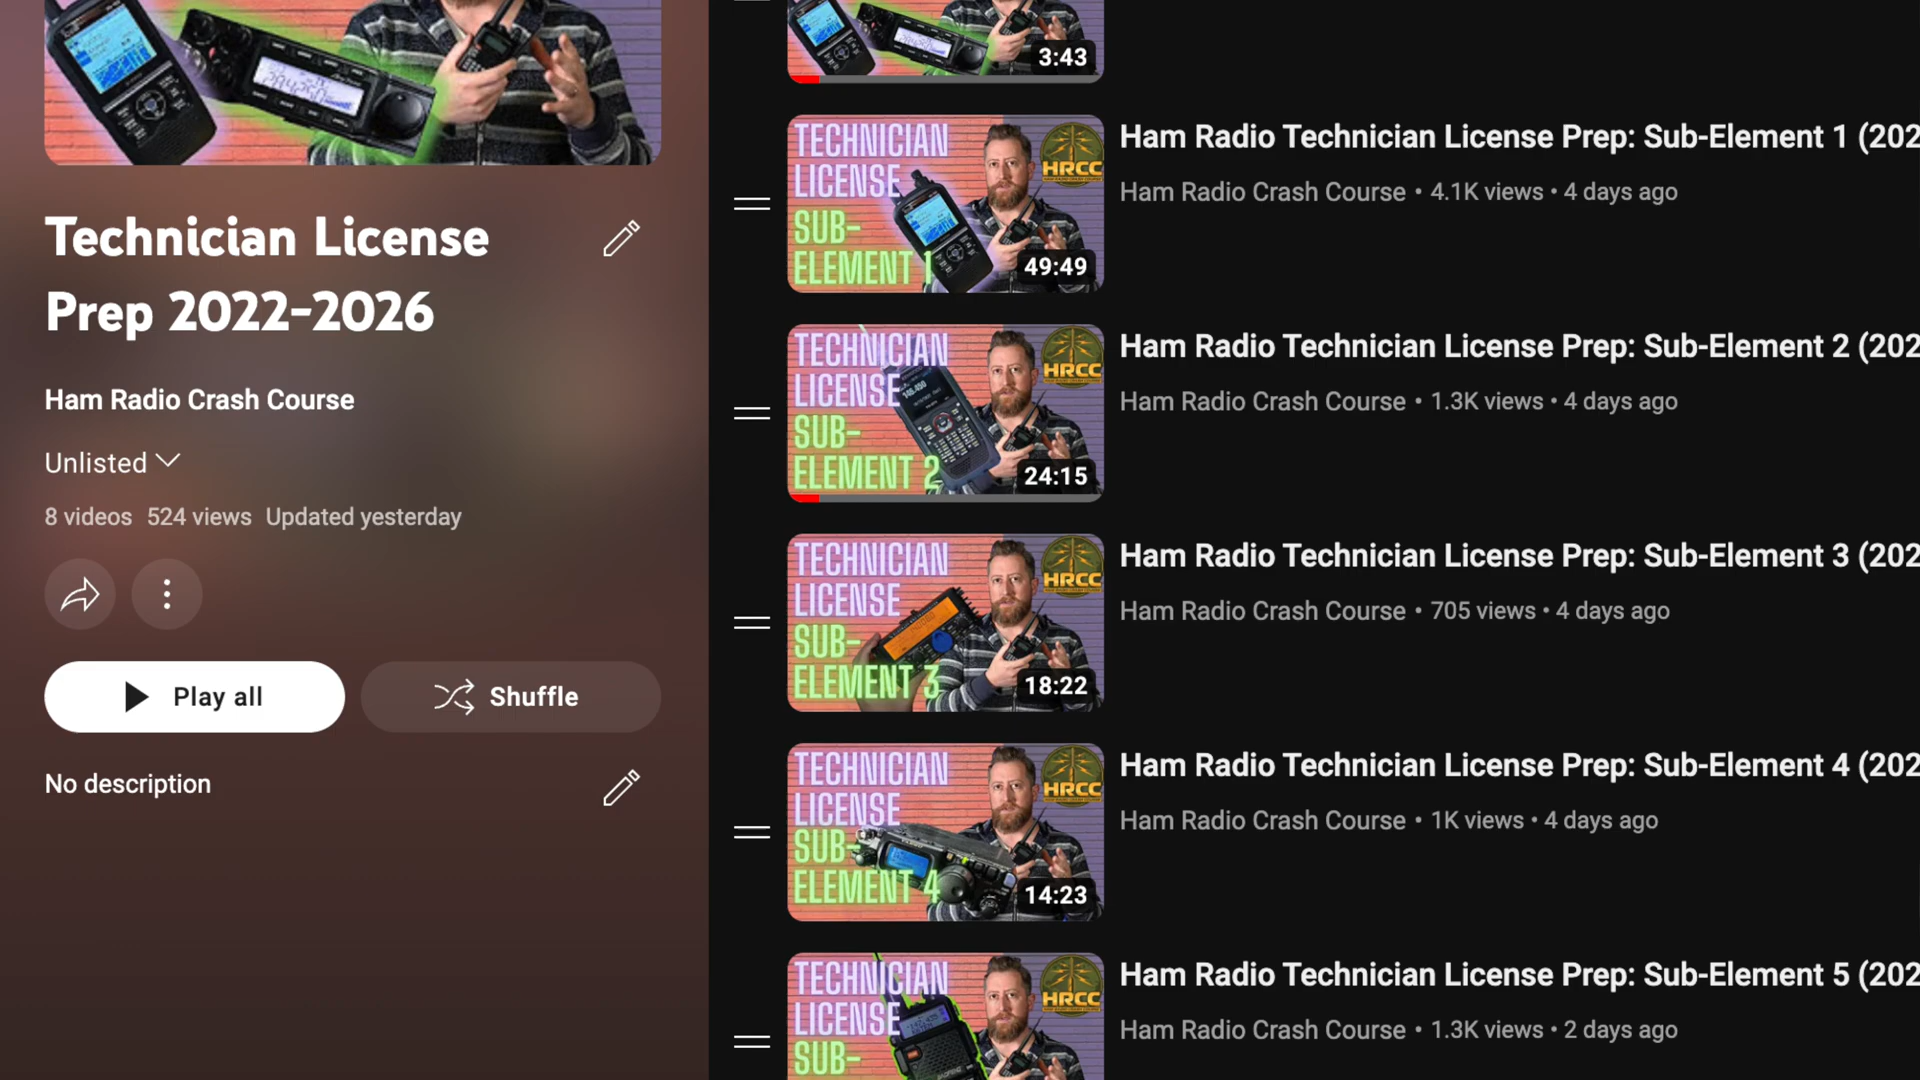 Technician License
Prep 2022-2026
Ham Radio Crash Course
Unlisted
8 videos 524 views Updated yesterday
Play all
Shuffle
No description
3:43
TECHNICIAN
LICENSE
SUB-
ELEMENT 1
HRCC
49:49
Ham Radio Technician License Prep: Sub-Element 1 (202
Ham Radio Crash Course • 4.1K views • 4 days ago
TECHNICIAN
LICENSE
SUB-
ELEMENT 2
HRCC
24:15
Ham Radio Technician License Prep: Sub-Element 2 (202
Ham Radio Crash Course • 1.3K views • 4 days ago
TECHNICIAN
LICENSE
SUB-
ELEMENT 3
HRCC
18:22
Ham Radio Technician License Prep: Sub-Element 3 (202
Ham Radio Crash Course • 705 views • 4 days ago
TECHNICIAN
LICENSE
SUB-
ELEMENT 4
HRCC
14:23
Ham Radio Technician License Prep: Sub-Element 4 (202
Ham Radio Crash Course • 1K views • 4 days ago
TECHNICIAN
LICENSE
SUB-
HRCC
Ham Radio Technician License Prep: Sub-Element 5 (202
Ham Radio Crash Course • 1.3K views • 2 days ago